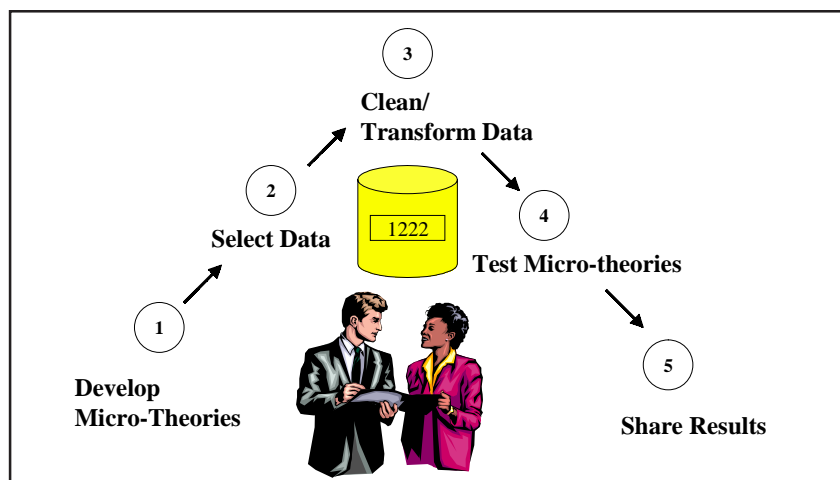 3
Clean/
Transform Data
2
Select Data
1222
4
Test Micro-theories
1
Develop
Micro-Theories
5
Share Results